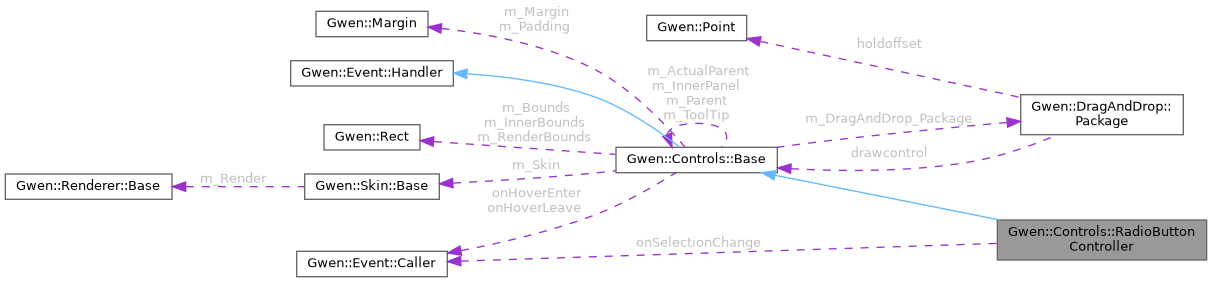 Gwen::Margin
m_Margin
m_Padding
Gwen::Point
holdoffset
Gwen::Event::Handler
m_ActualParent
m_InnerPanel
m_Parent
m_ToolTip
Gwen::DragAndDrop::
Package
m_Bounds
m_InnerBounds
m_RenderBounds
Gwen::Rect
m_DragAndDrop_Package
Gwen::Controls::Base
drawcontrol
m_Skin
Gwen::Renderer::Base
m_Render
Gwen::Skin::Base
onHoverEnter
onHoverLeave
Gwen::Controls::RadioButton
Controller
onSelectionChange
Gwen::Event::Caller